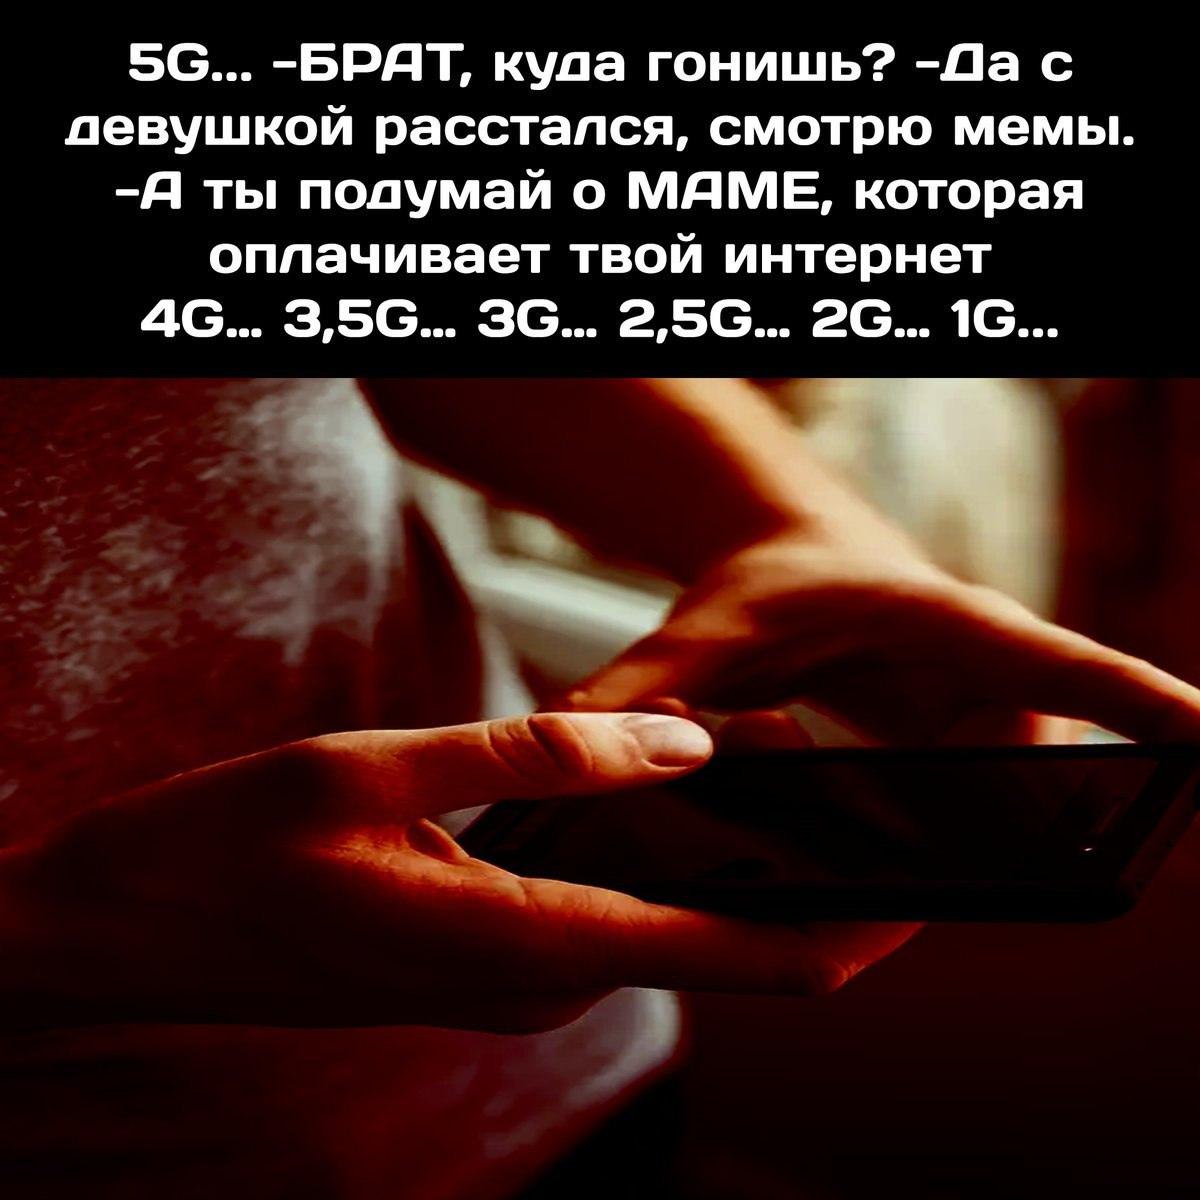 5G... -БРАТ, куда гонишь? -Да с
девушкой расстался, смотрю мемы.
-А ты подумай о МАМЕ, которая
оплачивает твой интернет
4G... 3,5G... 3G... 2,5G... 2G... 1G...